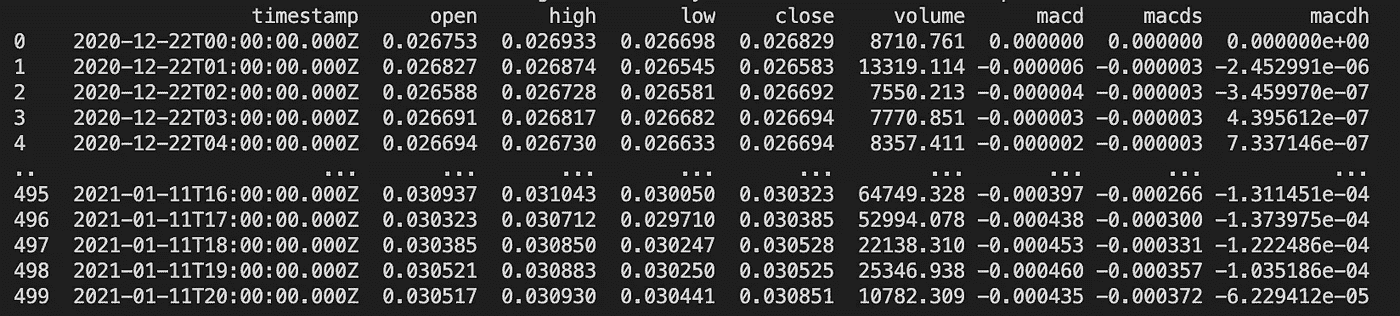 timestamp open high low close volume macd macds macdh
0 2020-12-22T00:00:00.000Z 0.026753 0.026933 0.026698 0.026829 8710.761 0.000000 0.000000 0.000000e+00
1 2020-12-22T01:00:00.000Z 0.026827 0.026874 0.026545 0.026583 13319.114 -0.000006 -0.000003 -2.452991e-06
2 2020-12-22T02:00:00.000Z 0.026588 0.026728 0.026581 0.026692 7550.213 -0.000004 -0.000003 -3.459970e-07
3 2020-12-22T03:00:00.000Z 0.026691 0.026817 0.026682 0.026694 7770.851 -0.000003 -0.000003 4.395612e-07
4 2020-12-22T04:00:00.000Z 0.026694 0.026730 0.026633 0.026694 8357.411 -0.000002 -0.000003 7.337146e-07
.. ... ... ... ... ... ... ... ... ...
495 2021-01-11T16:00:00.000Z 0.030937 0.031043 0.030050 0.030323 64749.328 -0.000397 -0.000266 -1.311451e-04
496 2021-01-11T17:00:00.000Z 0.030323 0.030712 0.029710 0.030385 52994.078 -0.000438 -0.000300 -1.373975e-04
497 2021-01-11T18:00:00.000Z 0.030385 0.030850 0.030247 0.030528 22138.310 -0.000453 -0.000331 -1.222486e-04
498 2021-01-11T19:00:00.000Z 0.030521 0.030883 0.030250 0.030525 25346.938 -0.000460 -0.000357 -1.035186e-04
499 2021-01-11T20:00:00.000Z 0.030517 0.030930 0.030441 0.030851 10782.309 -0.000435 -0.000372 -6.229412e-05